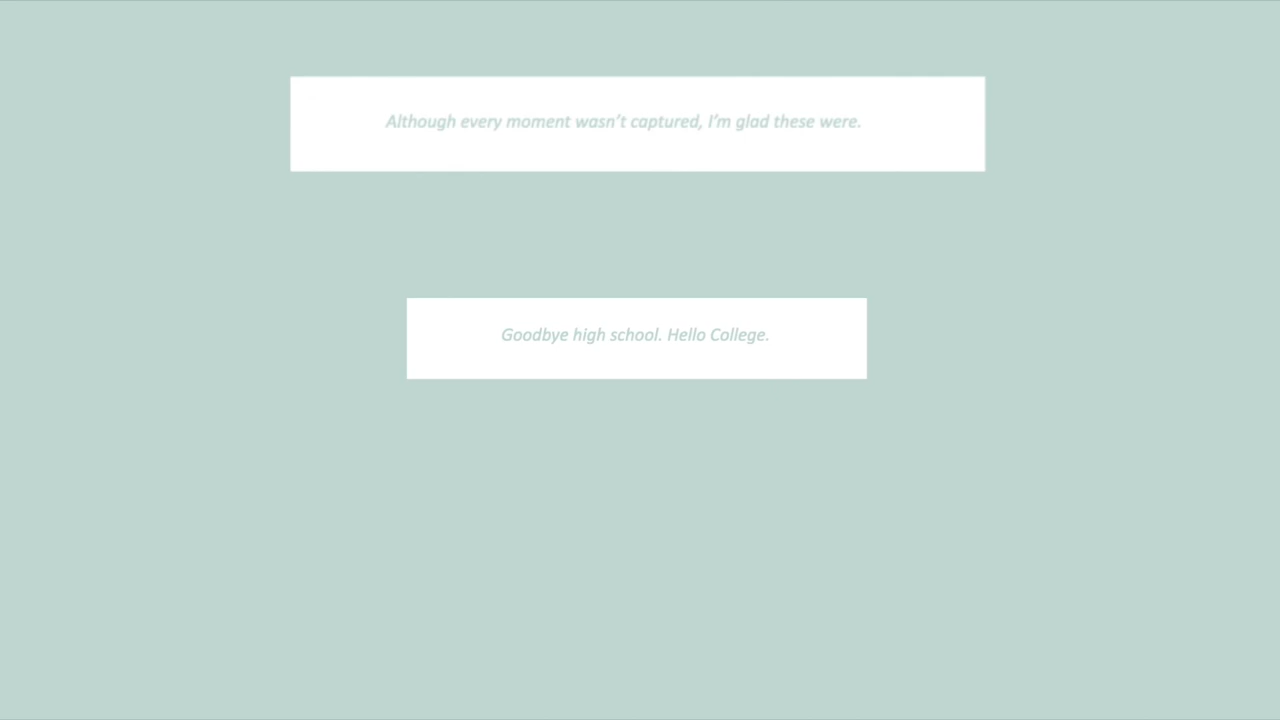 Although every moment wasn’t captured, I’m glad these were.
Goodbye high school. Hello College.